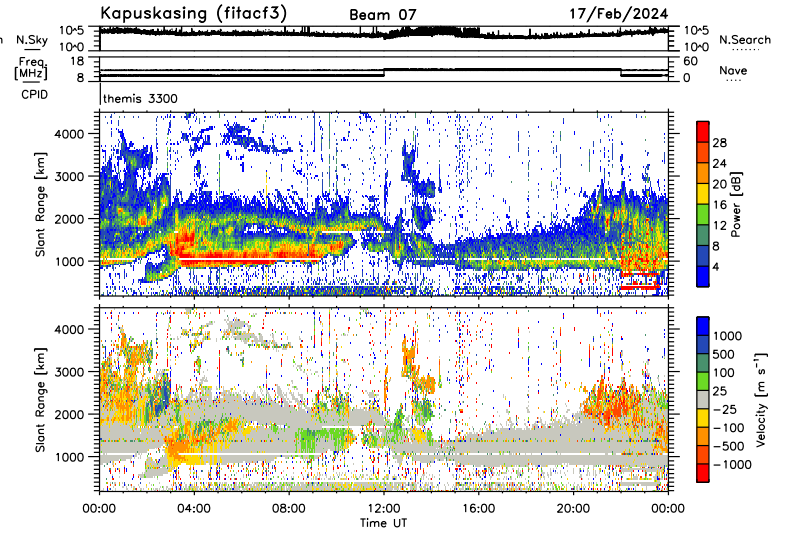 Kapuskasing (fitacf3)
Beam 07
17/Feb/2024
N.Sky
10^5
10^0
10^5
10^0
N.Search
Freq.
[MHz]
18
8
60
0
Nave
CPID
themis 3300
Slant Range [km]
4000
3000
2000
1000
28
24
20
16
12
8
4
Power [dB]
Slant Range [km]
4000
3000
2000
1000
1000
500
100
25
-25
-100
-500
-1000
Velocity [m s⁻¹]
00:00
04:00
08:00
12:00
16:00
20:00
00:00
Time UT